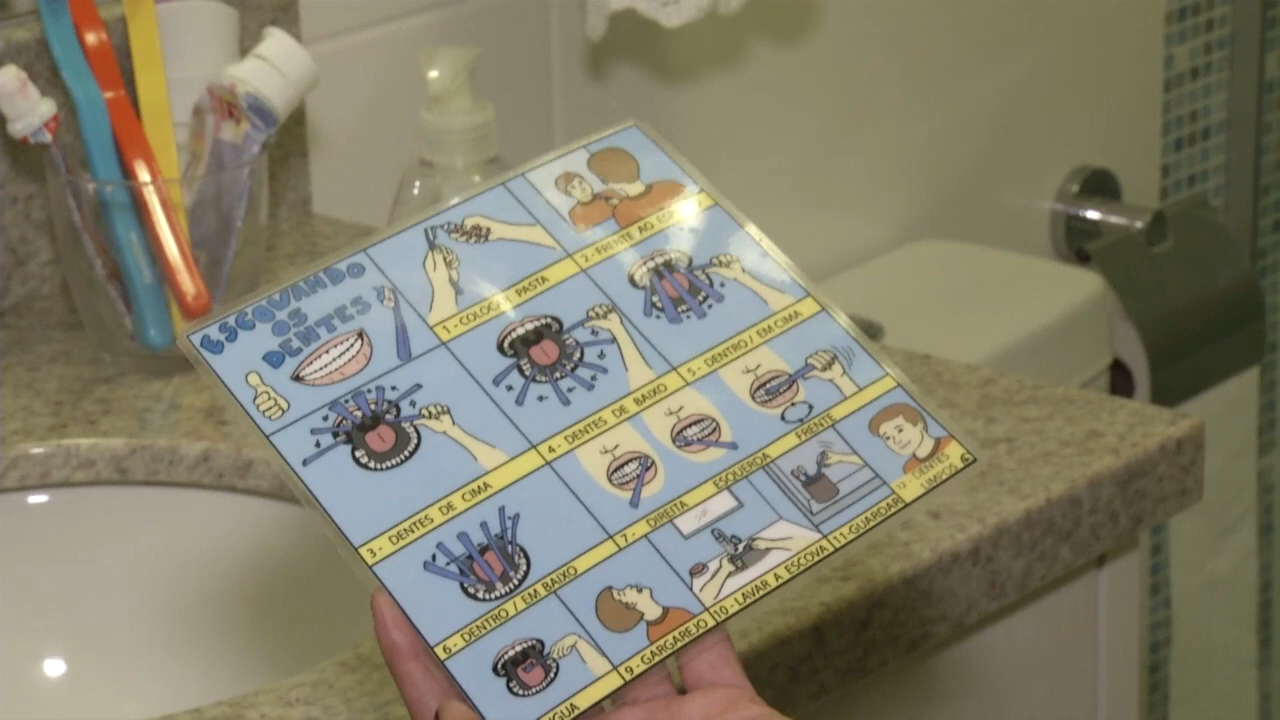 ESCOVANDO
OS
DENTES
1 - COLOCAR PASTA
2 - FRENTE AO ESPELHO
3 - DENTES DE CIMA
4 - DENTES DE BAIXO
5 - DENTRO / EM CIMA
6 - DENTRO / EM BAIXO
7 - DIREITA ESQUERDA FRENTE
9 - GARGAREJO
10 - LAVAR A ESCOVA
11 - GUARDAR
12 - DENTES
LIMPOS